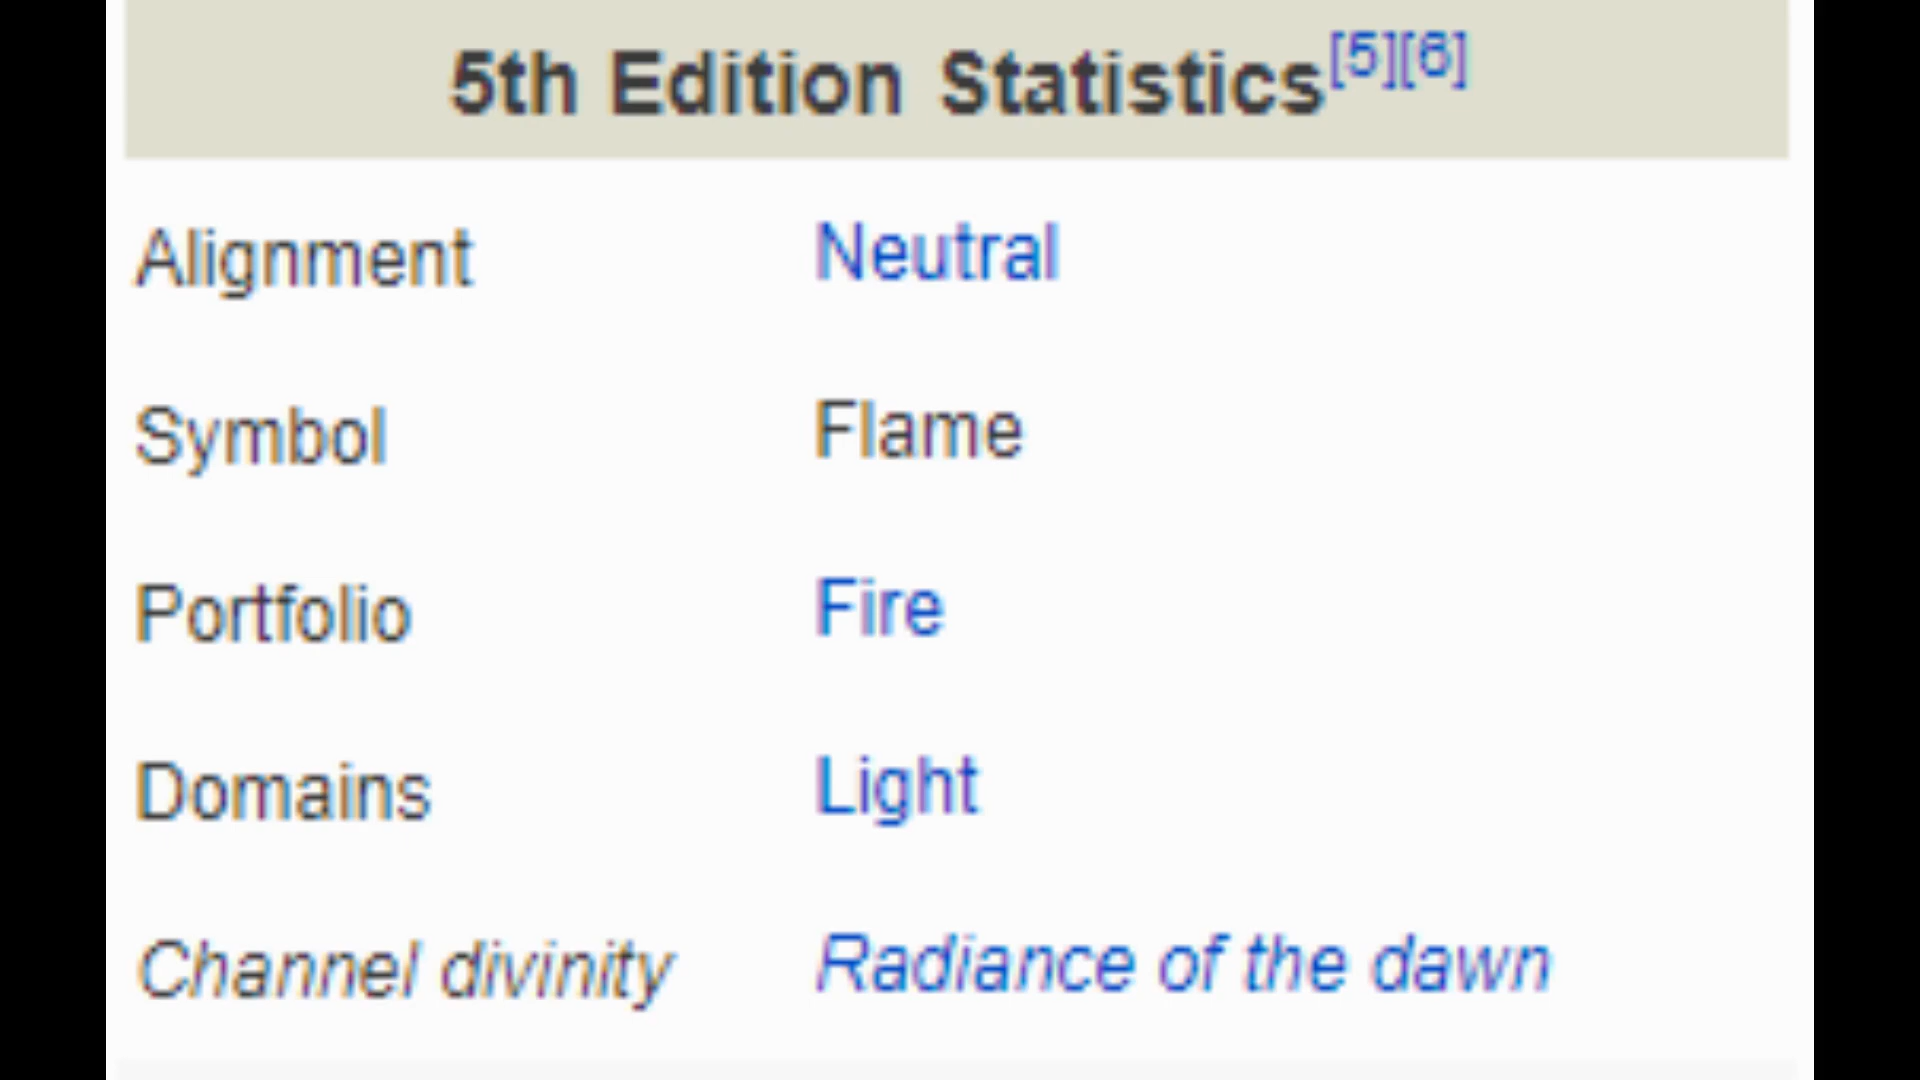 5th Edition Statistics[5][6]
Alignment Neutral
Symbol Flame
Portfolio Fire
Domains Light
Channel divinity Radiance of the dawn